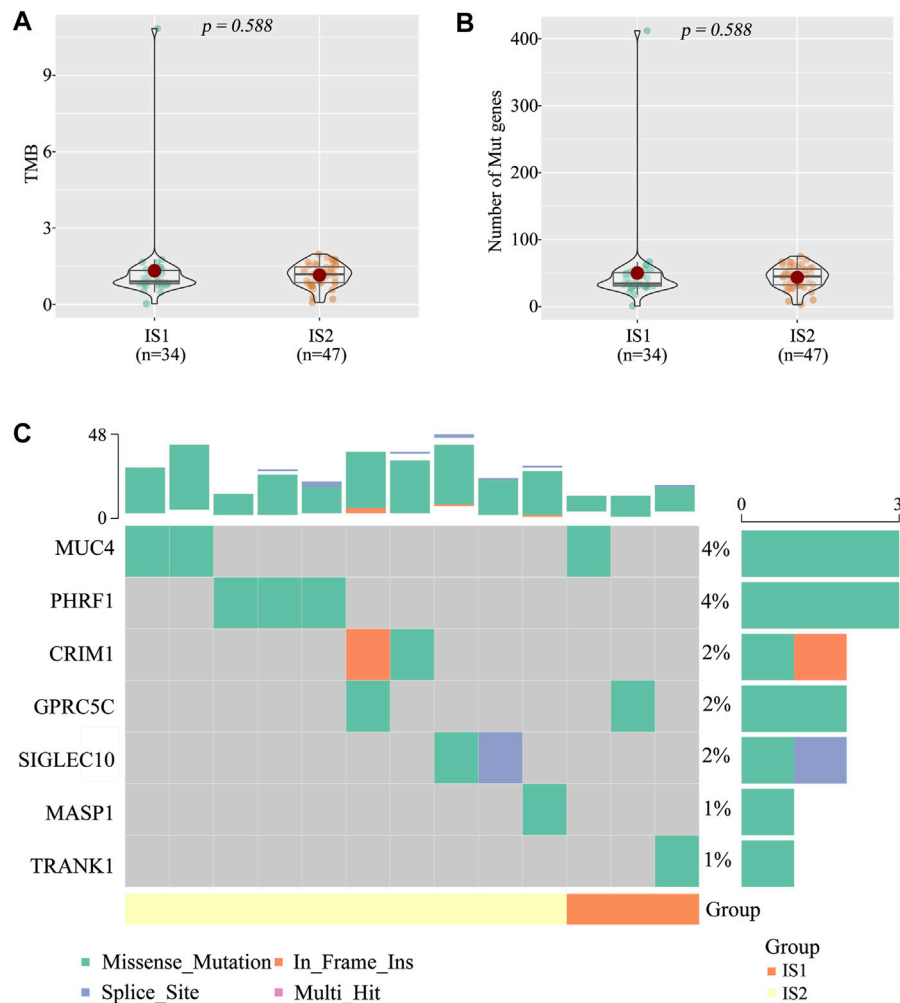 A
p = 0.588
9
6
3
0
TMB
IS1
(n=34)
IS2
(n=47)
B
p = 0.588
400
300
200
100
0
Number of Mut genes
IS1
(n=34)
IS2
(n=47)
C
48
0
0
3
MUC4
4%
PHRF1
4%
CRIM1
2%
GPRC5C
2%
SIGLEC10
2%
MASP1
1%
TRANK1
1%
Group
Missense_Mutation
In_Frame_Ins
Splice_Site
Multi_Hit
Group
IS1
IS2